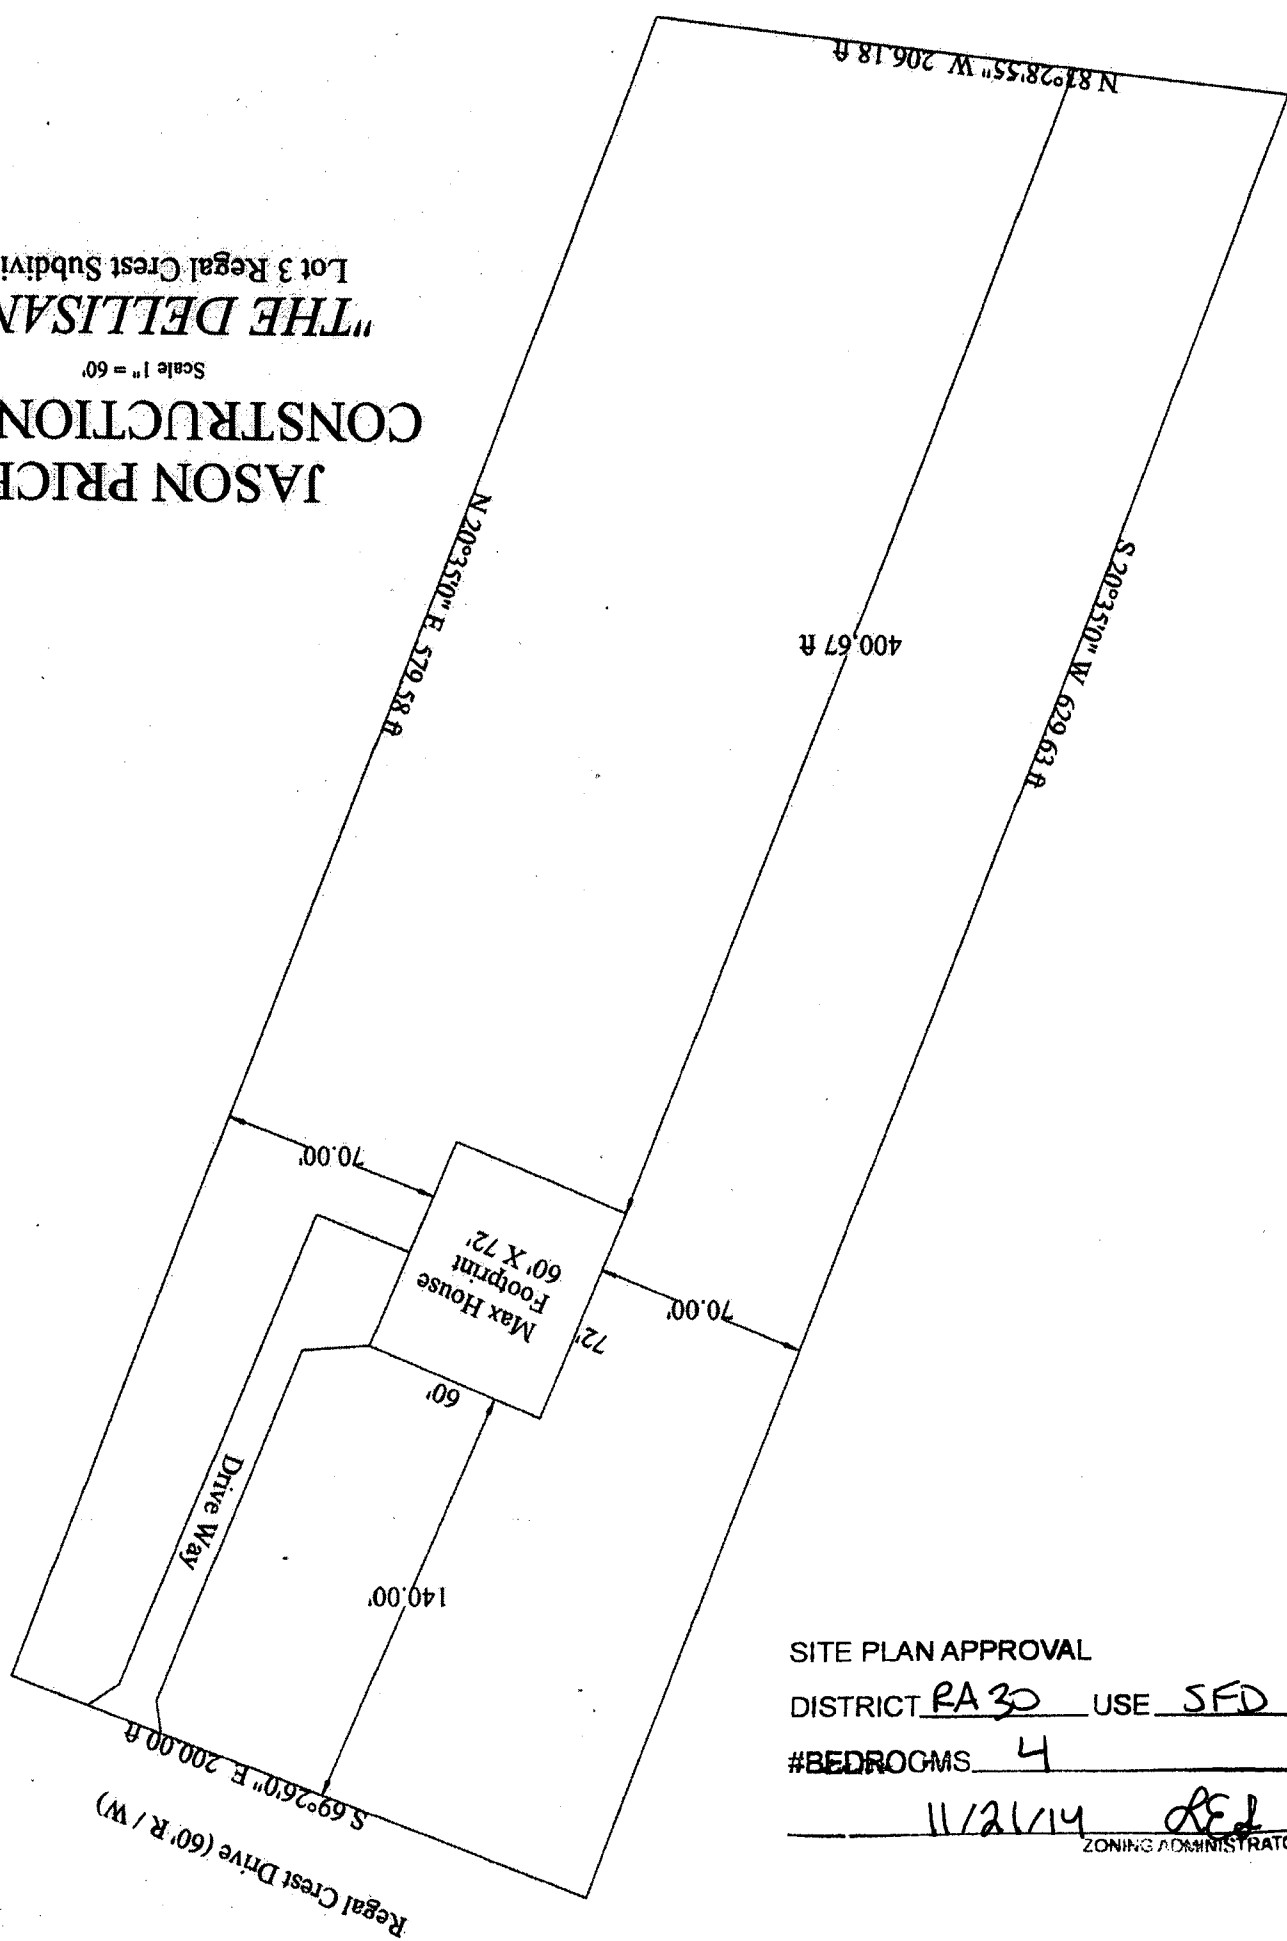 JASON PRICE
CONSTRUCTION
Scale 1" = 60'
"THE DELLISAN
Lot 3 Regal Crest Subdivi
Regal Crest Drive (60' R / W)
S 69°26'0" E 200.00 ft
140.00'
Drive Way
60'
72'
Max House
Footprint
60' X 72'
70.00'
70.00'
S 20°35'0" W 629.63 ft
400.67 ft
N 20°35'0" E 579.58 ft
28'55" W 206.18 ft
SITE PLAN APPROVAL
DISTRICT RA 30 USE SFD
#BEDROOMS 4
11/21/14
ZONING ADMINISTRATO